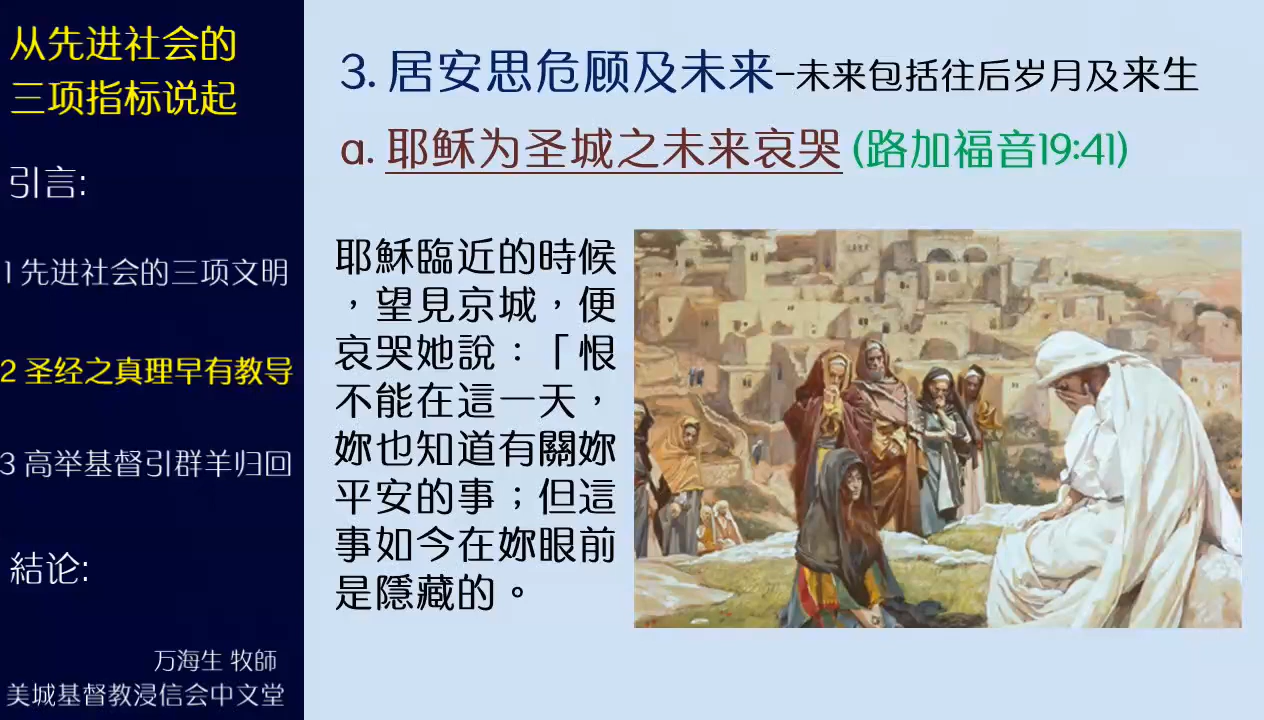 从先进社会的
三项指标说起
引言:
1 先进社会的三项文明
2 圣经之真理早有教导
3 高举基督引群羊归回
結论:
万海生 牧師
美城基督教浸信会中文堂
3. 居安思危顾及未来–未来包括往后岁月及来生
a. 耶稣为圣城之未来哀哭 (路加福音19:41)
耶穌臨近的時候
，望見京城，便
哀哭她說：「恨
不能在這一天，
妳也知道有關妳
平安的事；但這
事如今在妳眼前
是隱藏的。